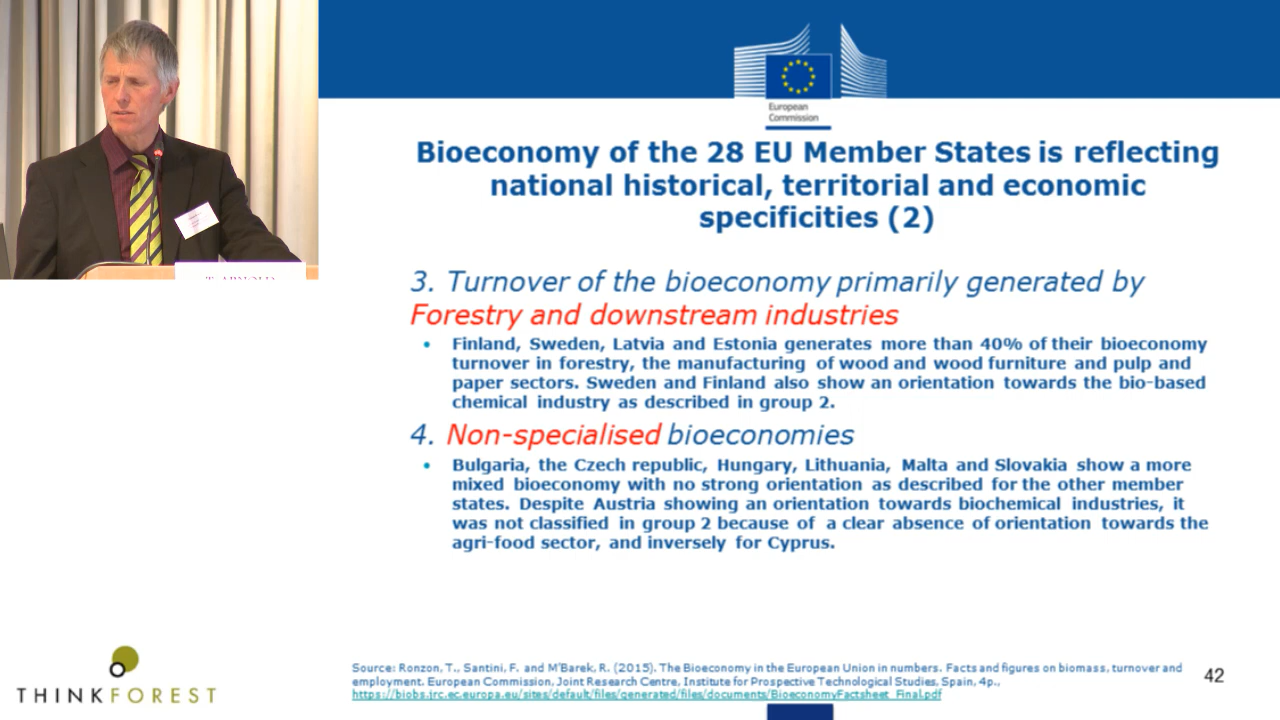 European
Commission
Bioeconomy of the 28 EU Member States is reflecting
national historical, territorial and economic
specificities (2)
3. Turnover of the bioeconomy primarily generated by
Forestry and downstream industries
• Finland, Sweden, Latvia and Estonia generates more than 40% of their bioeconomy
turnover in forestry, the manufacturing of wood and wood furniture and pulp and
paper sectors. Sweden and Finland also show an orientation towards the bio-based
chemical industry as described in group 2.
4. Non-specialised bioeconomies
• Bulgaria, the Czech republic, Hungary, Lithuania, Malta and Slovakia show a more
mixed bioeconomy with no strong orientation as described for the other member
states. Despite Austria showing an orientation towards biochemical industries, it
was not classified in group 2 because of a clear absence of orientation towards the
agri-food sector, and inversely for Cyprus.
Source: Ronzon, T., Santini, F. and M'Barek, R. (2015). The Bioeconomy in the European Union in numbers. Facts and figures on biomass, turnover and
employment. European Commission, Joint Research Centre, Institute for Prospective Technological Studies, Spain, 4p.,
https://biobs.jrc.ec.europa.eu/sites/default/files/generated/files/documents/BioeconomyFactsheet_Final.pdf
42
THINKFOREST